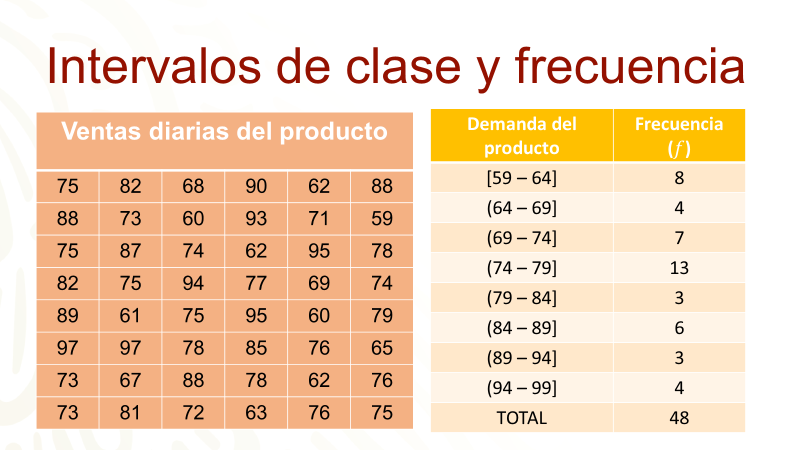 Intervalos de clase y frecuencia
Ventas diarias del producto
75 82 68 90 62 88
88 73 60 93 71 59
75 87 74 62 95 78
82 75 94 77 69 74
89 61 75 95 60 79
97 97 78 85 76 65
73 67 88 78 62 76
73 81 72 63 76 75
Demanda del
producto
Frecuencia
(f)
[59 – 64] 8
(64 – 69] 4
(69 – 74] 7
(74 – 79] 13
(79 – 84] 3
(84 – 89] 6
(89 – 94] 3
(94 – 99] 4
TOTAL 48